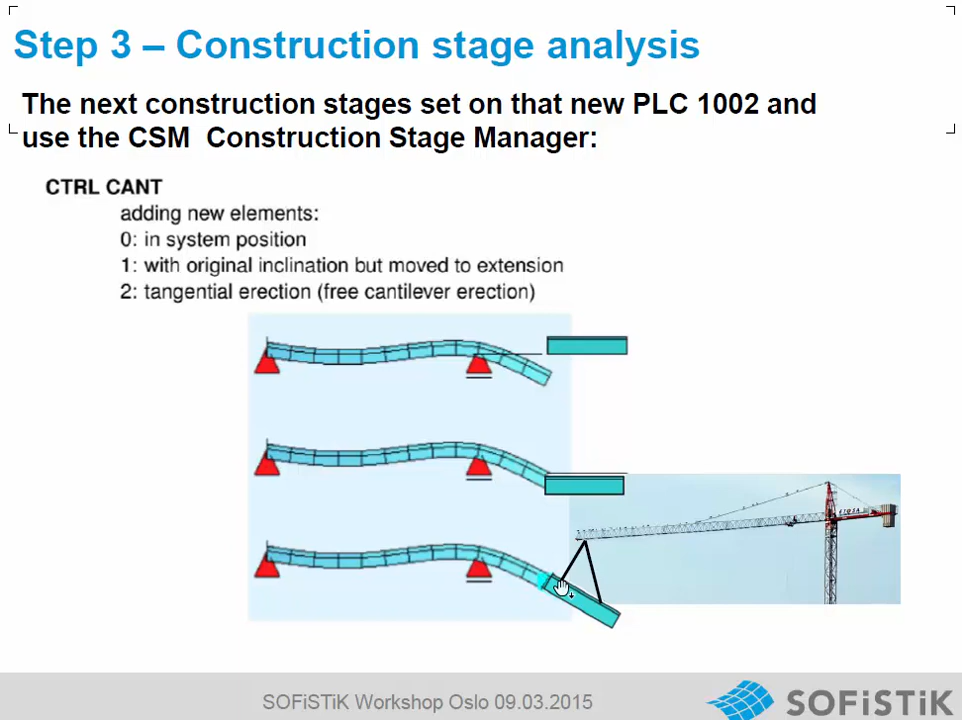 Step 3 – Construction stage analysis
The next construction stages set on that new PLC 1002 and
use the CSM  Construction Stage Manager:
CTRL CANT
adding new elements:
0: in system position
1: with original inclination but moved to extension
2: tangential erection (free cantilever erection)
SOFiSTiK Workshop Oslo 09.03.2015
SOFiSTiK